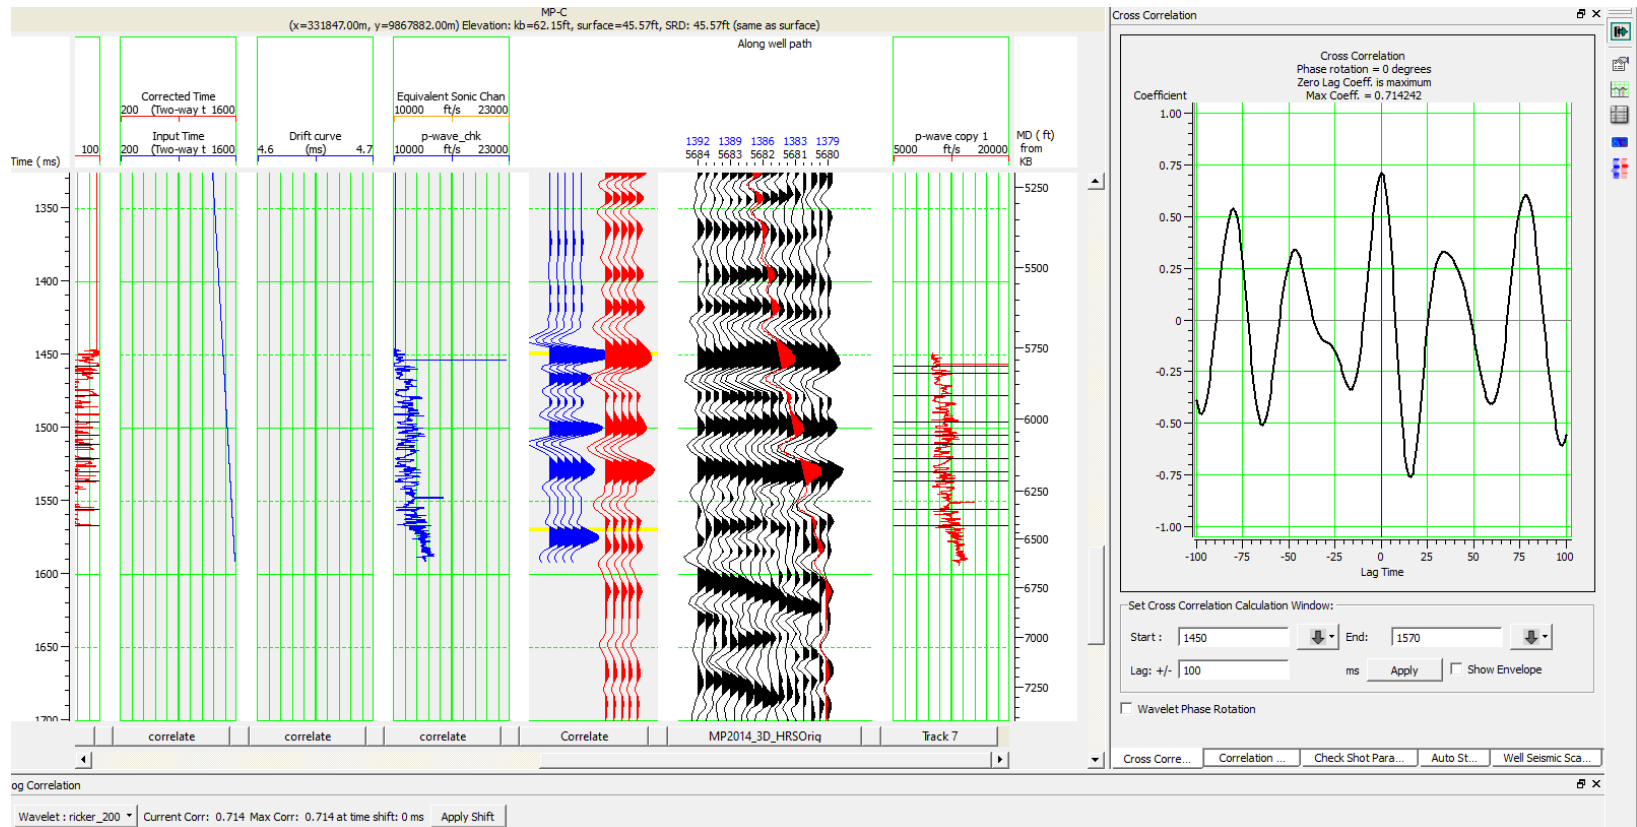 MP-C
(x=331847.00m, y=9867882.00m) Elevation: kb=62.15ft, surface=45.57ft, SRD: 45.57ft (same as surface)
Along well path
Corrected Time
200 (Two-way t 1600
Input Time
200 (Two-way t 1600
Drift curve
4.6 (ms) 4.7
Equivalent Sonic Chan
10000 ft/s 23000
p-wave_chk
10000 ft/s 23000
1392 1389 1386 1383 1379
5684 5683 5682 5681 5680
p-wave copy 1
5000 ft/s 20000
MD (ft)
from
KB
100
Time (ms)
1350
1400
1450
1500
1550
1600
1650
1700
5250
5500
5750
6000
6250
6500
6750
7000
7250
correlate
correlate
correlate
Correlate
MP2014_3D_HRSOrig
Track 7
Cross Correlation
Cross Correlation
Phase rotation = 0 degrees
Zero Lag Coeff. is maximum
Max Coeff. = 0.714242
Coefficient
1.00
0.75
0.50
0.25
0
-0.25
-0.50
-0.75
-1.00
-100 -75 -50 -25 0 25 50 75 100
Lag Time
Set Cross Correlation Calculation Window:
Start : 1450 End: 1570
Lag: +/- 100 ms Apply Show Envelope
Wavelet Phase Rotation
Cross Corre... Correlation ... Check Shot Para... Auto St... Well Seismic Sca...
og Correlation
Wavelet : ricker_200 Current Corr: 0.714 Max Corr: 0.714 at time shift: 0 ms Apply Shift